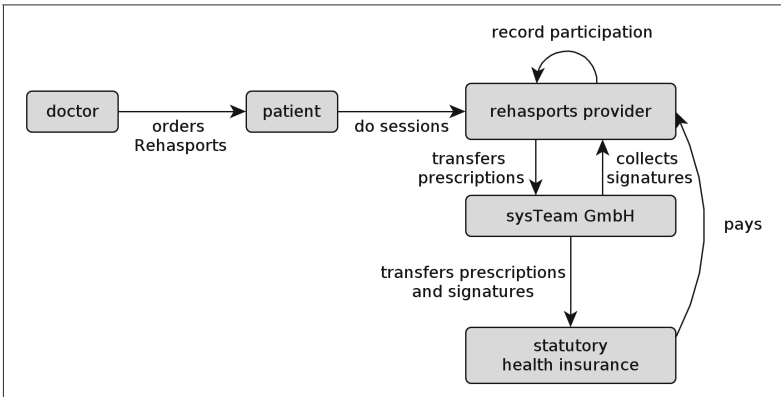 record participation
doctor
orders
Rehasports
patient
do sessions
rehasports provider
transfers
prescriptions
collects
signatures
sysTeam GmbH
pays
transfers prescriptions
and signatures
statutory
health insurance